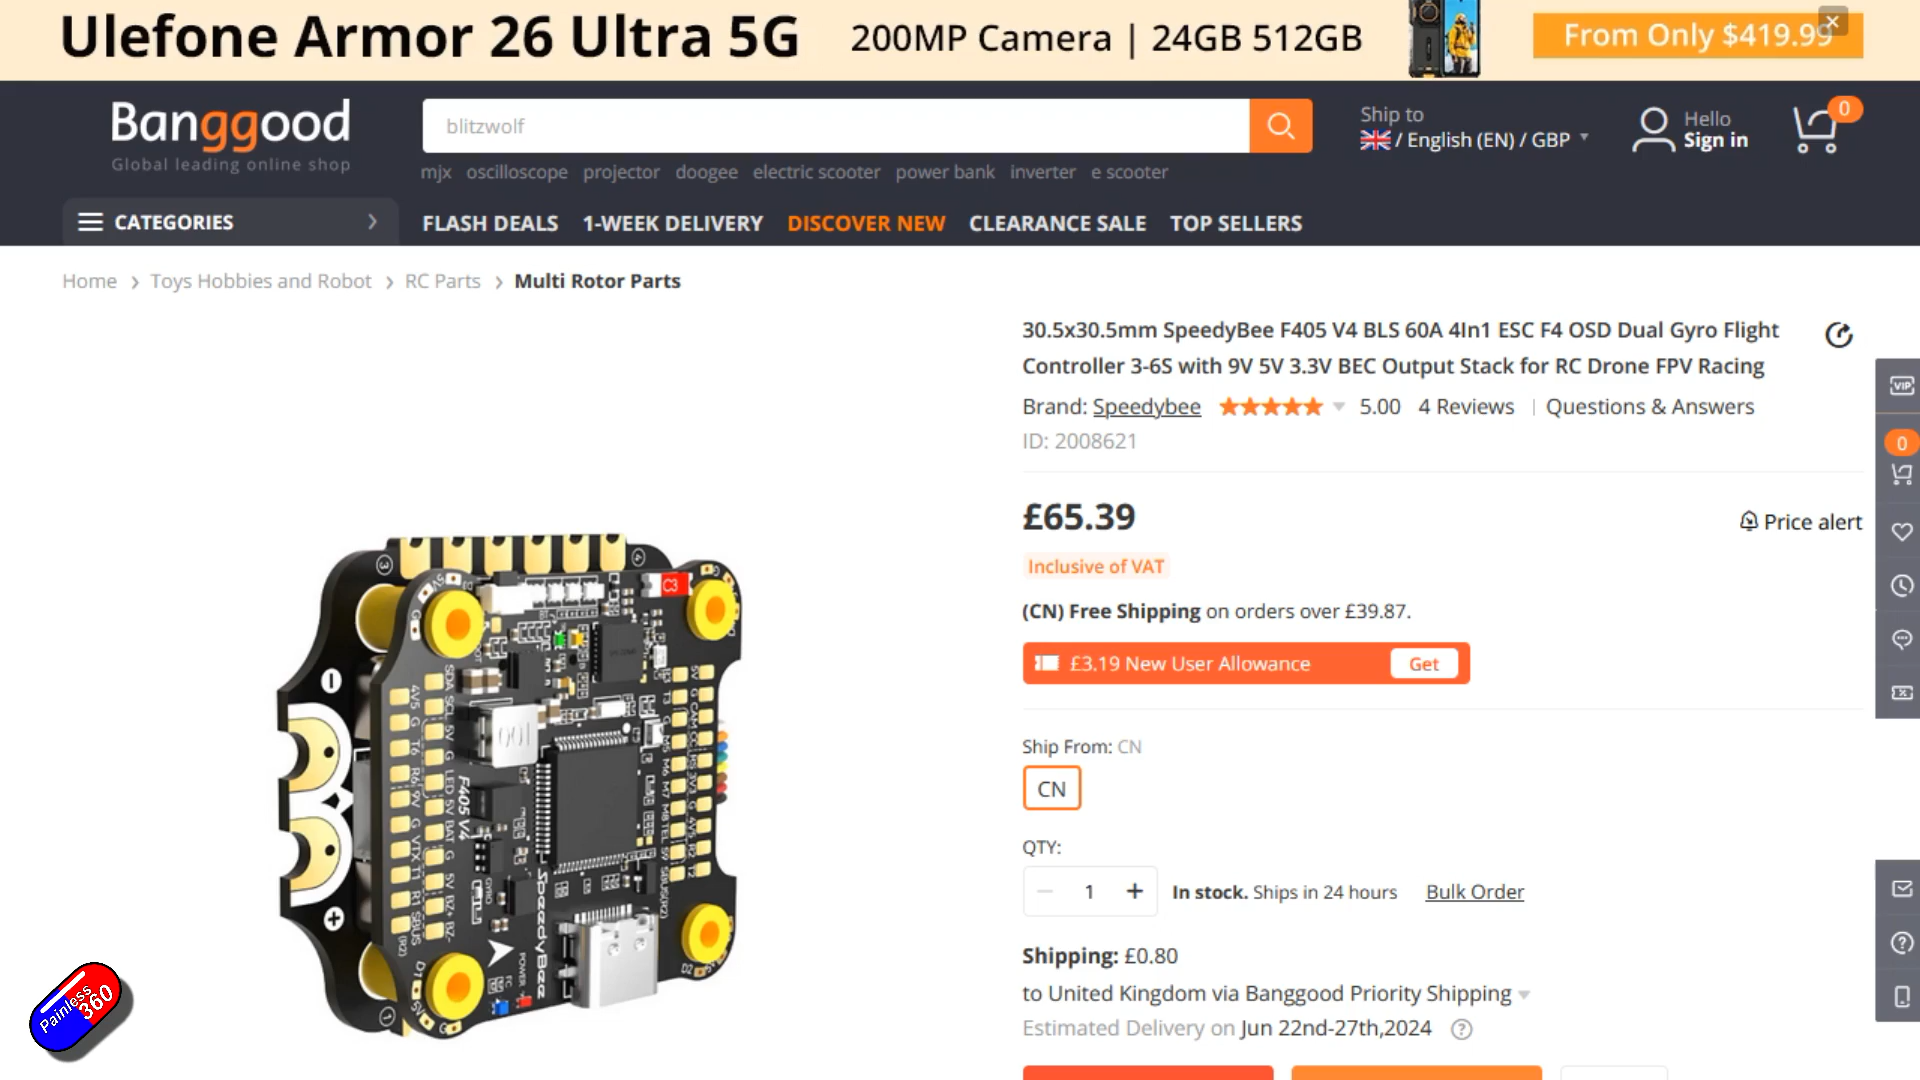 Ulefone Armor 26 Ultra 5G 200MP Camera | 24GB 512GB From Only $419.99
Banggood
Global leading online shop
blitzwolf
Ship to
/ English (EN) / GBP
Hello
Sign in
0
mjx oscilloscope projector doogee electric scooter power bank inverter e scooter
CATEGORIES
FLASH DEALS 1-WEEK DELIVERY DISCOVER NEW CLEARANCE SALE TOP SELLERS
Home > Toys Hobbies and Robot > RC Parts > Multi Rotor Parts
30.5x30.5mm SpeedyBee F405 V4 BLS 60A 4In1 ESC F4 OSD Dual Gyro Flight
Controller 3-6S with 9V 5V 3.3V BEC Output Stack for RC Drone FPV Racing
Brand: Speedybee 5.00 4 Reviews | Questions & Answers
ID: 2008621
VIP
0
£65.39
Price alert
Inclusive of VAT
(CN) Free Shipping on orders over £39.87.
£3.19 New User Allowance Get
Ship From: CN
CN
QTY:
1 + In stock. Ships in 24 hours Bulk Order
Shipping: £0.80
to United Kingdom via Banggood Priority Shipping
Estimated Delivery on Jun 22nd-27th,2024 ?
C3
F405 V4
SpeedyBee
POWER
Painless
360